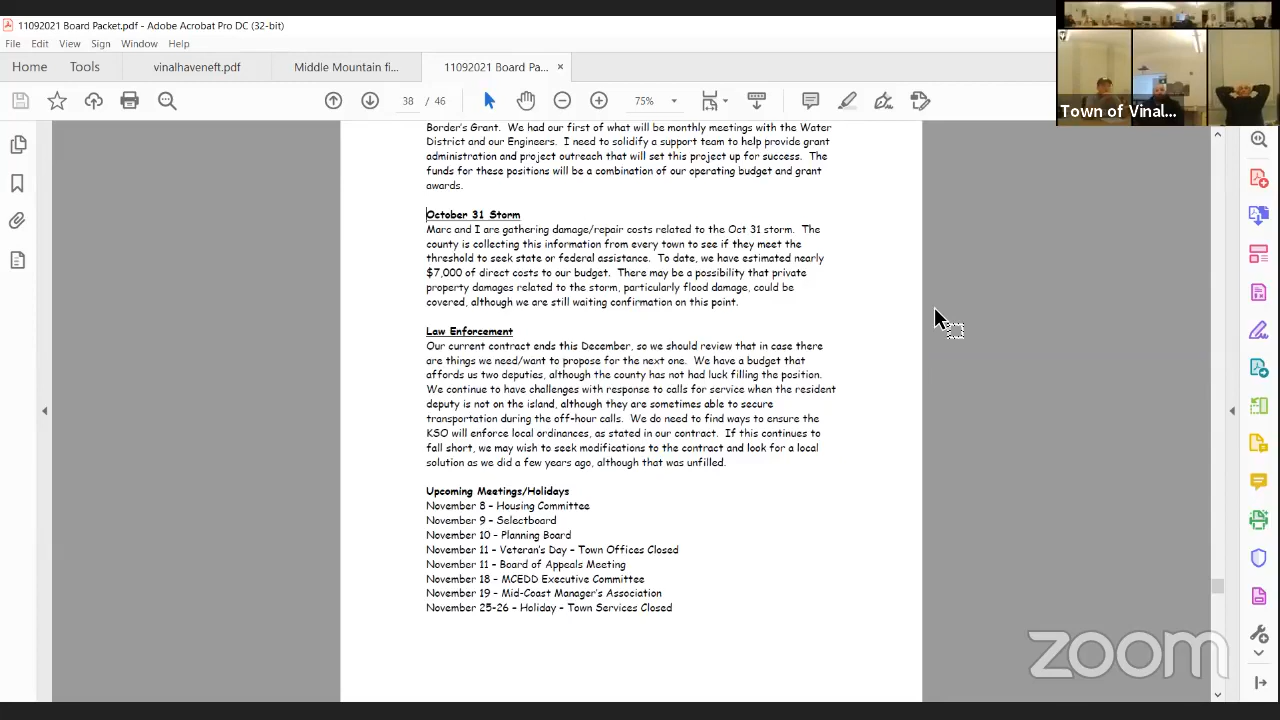 11092021 Board Packet.pdf - Adobe Acrobat Pro DC (32-bit)
File Edit View Sign Window Help
Home Tools vinalhaveneft.pdf Middle Mountain fi... 11092021 Board Pa... ×
38 / 46 75%
Town of Vinal...
Border's Grant. We had our first of what will be monthly meetings with the Water
District and our Engineers. I need to solidify a support team to help provide grant
administration and project outreach that will set this project up for success. The
funds for these positions will be a combination of our operating budget and grant
awards.
October 31 Storm
Marc and I are gathering damage/repair costs related to the Oct 31 storm. The
county is collecting this information from every town to see if they meet the
threshold to seek state or federal assistance. To date, we have estimated nearly
$7,000 of direct costs to our budget. There may be a possibility that private
property damages related to the storm, particularly flood damage, could be
covered, although we are still waiting confirmation on this point.
Law Enforcement
Our current contract ends this December, so we should review that in case there
are things we need/want to propose for the next one. We have a budget that
affords us two deputies, although the county has not had luck filling the position.
We continue to have challenges with response to calls for service when the resident
deputy is not on the island, although they are sometimes able to secure
transportation during the off-hour calls. We do need to find ways to ensure the
KSO will enforce local ordinances, as stated in our contract. If this continues to
fall short, we may wish to seek modifications to the contract and look for a local
solution as we did a few years ago, although that was unfilled.
Upcoming Meetings/Holidays
November 8 – Housing Committee
November 9 – Selectboard
November 10 – Planning Board
November 11 – Veteran's Day – Town Offices Closed
November 11 – Board of Appeals Meeting
November 18 – MCEDD Executive Committee
November 19 – Mid-Coast Manager's Association
November 25-26 – Holiday – Town Services Closed
zoom